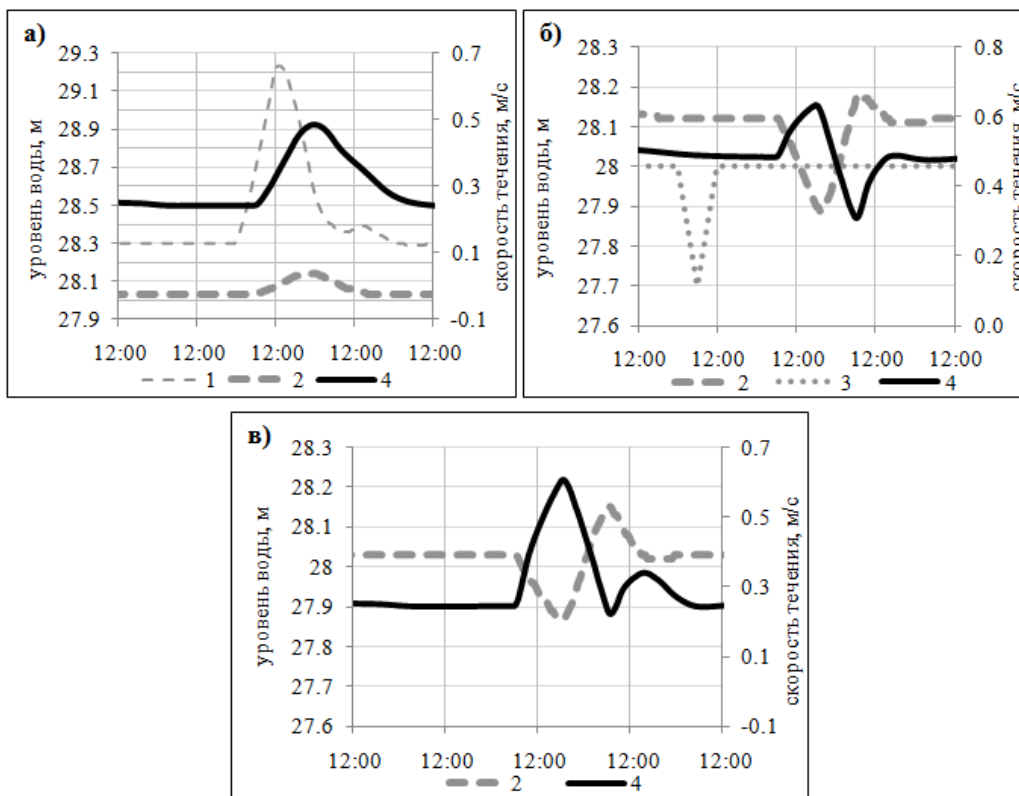 а)
29.3
29.1
28.9
28.7
28.5
28.3
28.1
27.9
уровень воды, м
0.7
0.5
0.3
0.1
-0.1
скорость течения, м/с
12:00 12:00 12:00 12:00 12:00
1 2 4
б)
28.3
28.2
28.1
28
27.9
27.8
27.7
27.6
уровень воды, м
0.8
0.6
0.4
0.2
0.0
скорость течения, м/с
12:00 12:00 12:00 12:00 12:00
2 3 4
в)
28.3
28.2
28.1
28
27.9
27.8
27.7
27.6
уровень воды, м
0.7
0.5
0.3
0.1
-0.1
скорость течения, м/с
12:00 12:00 12:00 12:00 12:00
2 4